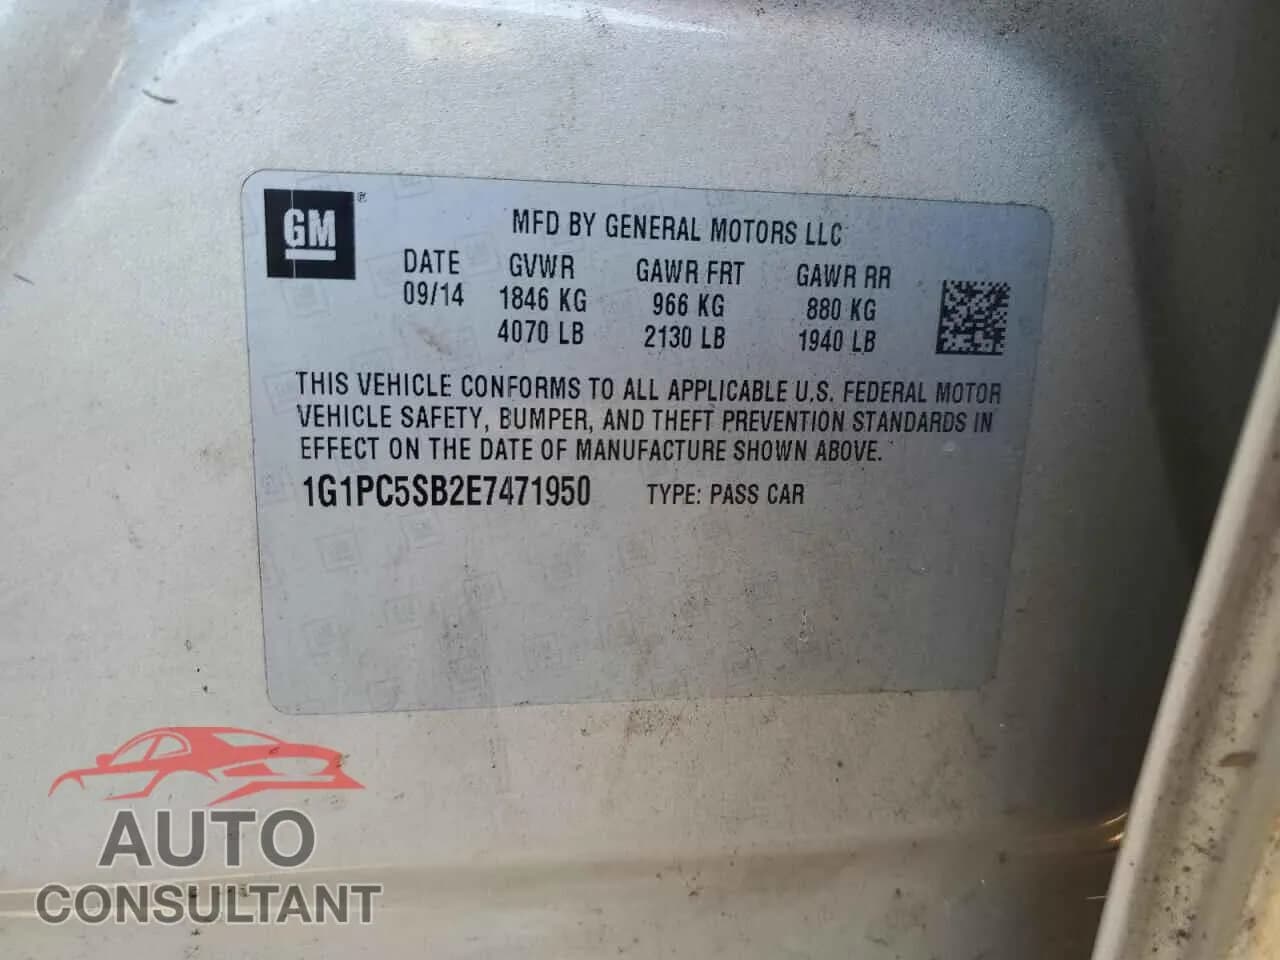 GM ®
MFD BY GENERAL MOTORS LLC
DATE GVWR GAWR FRT GAWR RR
09/14 1846 KG 966 KG 880 KG
4070 LB 2130 LB 1940 LB
THIS VEHICLE CONFORMS TO ALL APPLICABLE U.S. FEDERAL MOTOR
VEHICLE SAFETY, BUMPER, AND THEFT PREVENTION STANDARDS IN
EFFECT ON THE DATE OF MANUFACTURE SHOWN ABOVE.
1G1PC5SB2E7471950 TYPE: PASS CAR
AUTO
CONSULTANT